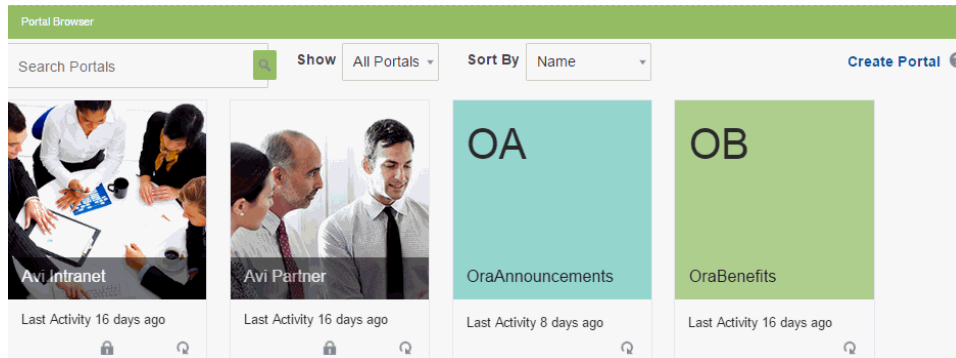 Portal Browser
Search Portals
Show All Portals Sort By Name Create Portal
OA OB
Avi Intranet Avi Partner OraAnnouncements OraBenefits
Last Activity 16 days ago Last Activity 16 days ago Last Activity 8 days ago Last Activity 16 days ago